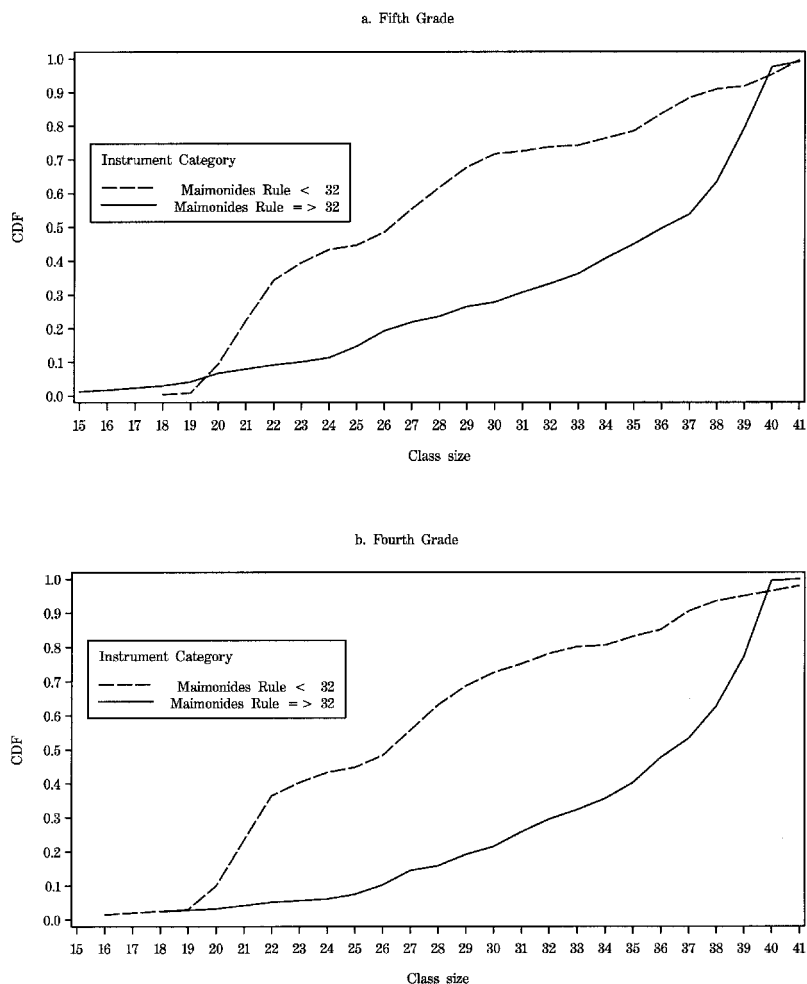 a. Fifth Grade
1.0
0.9
0.8
0.7
0.6
0.5
0.4
0.3
0.2
0.1
0.0
CDF
Instrument Category
Maimonides Rule < 32
Maimonides Rule = > 32
15 16 17 18 19 20 21 22 23 24 25 26 27 28 29 30 31 32 33 34 35 36 37 38 39 40 41
Class size
b. Fourth Grade
1.0
0.9
0.8
0.7
0.6
0.5
0.4
0.3
0.2
0.1
0.0
CDF
Instrument Category
Maimonides Rule < 32
Maimonides Rule = > 32
15 16 17 18 19 20 21 22 23 24 25 26 27 28 29 30 31 32 33 34 35 36 37 38 39 40 41
Class size